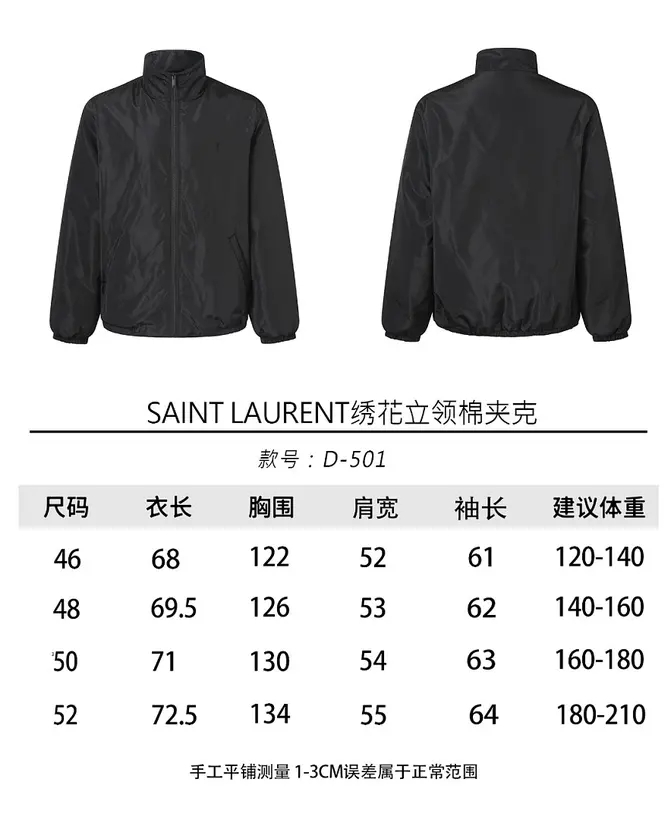 SAINT LAURENT绣花立领棉夹克
款号：D-501
尺码 衣长 胸围 肩宽 袖长 建议体重
46 68 122 52 61 120-140
48 69.5 126 53 62 140-160
50 71 130 54 63 160-180
52 72.5 134 55 64 180-210
手工平铺测量 1-3CM误差属于正常范围